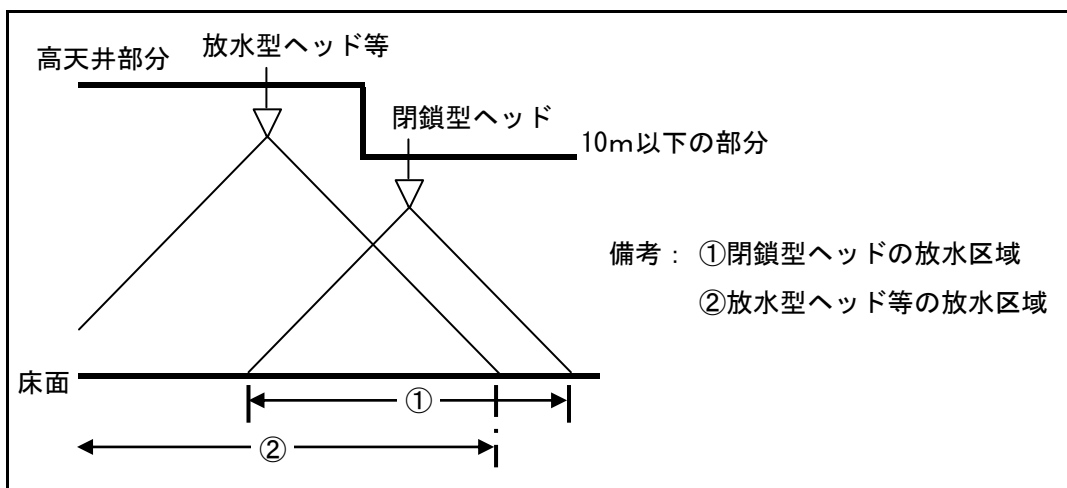 放水型ヘッド等
高天井部分
閉鎖型ヘッド
10m以下の部分
備考： ①閉鎖型ヘッドの放水区域
②放水型ヘッド等の放水区域
床面
①
②